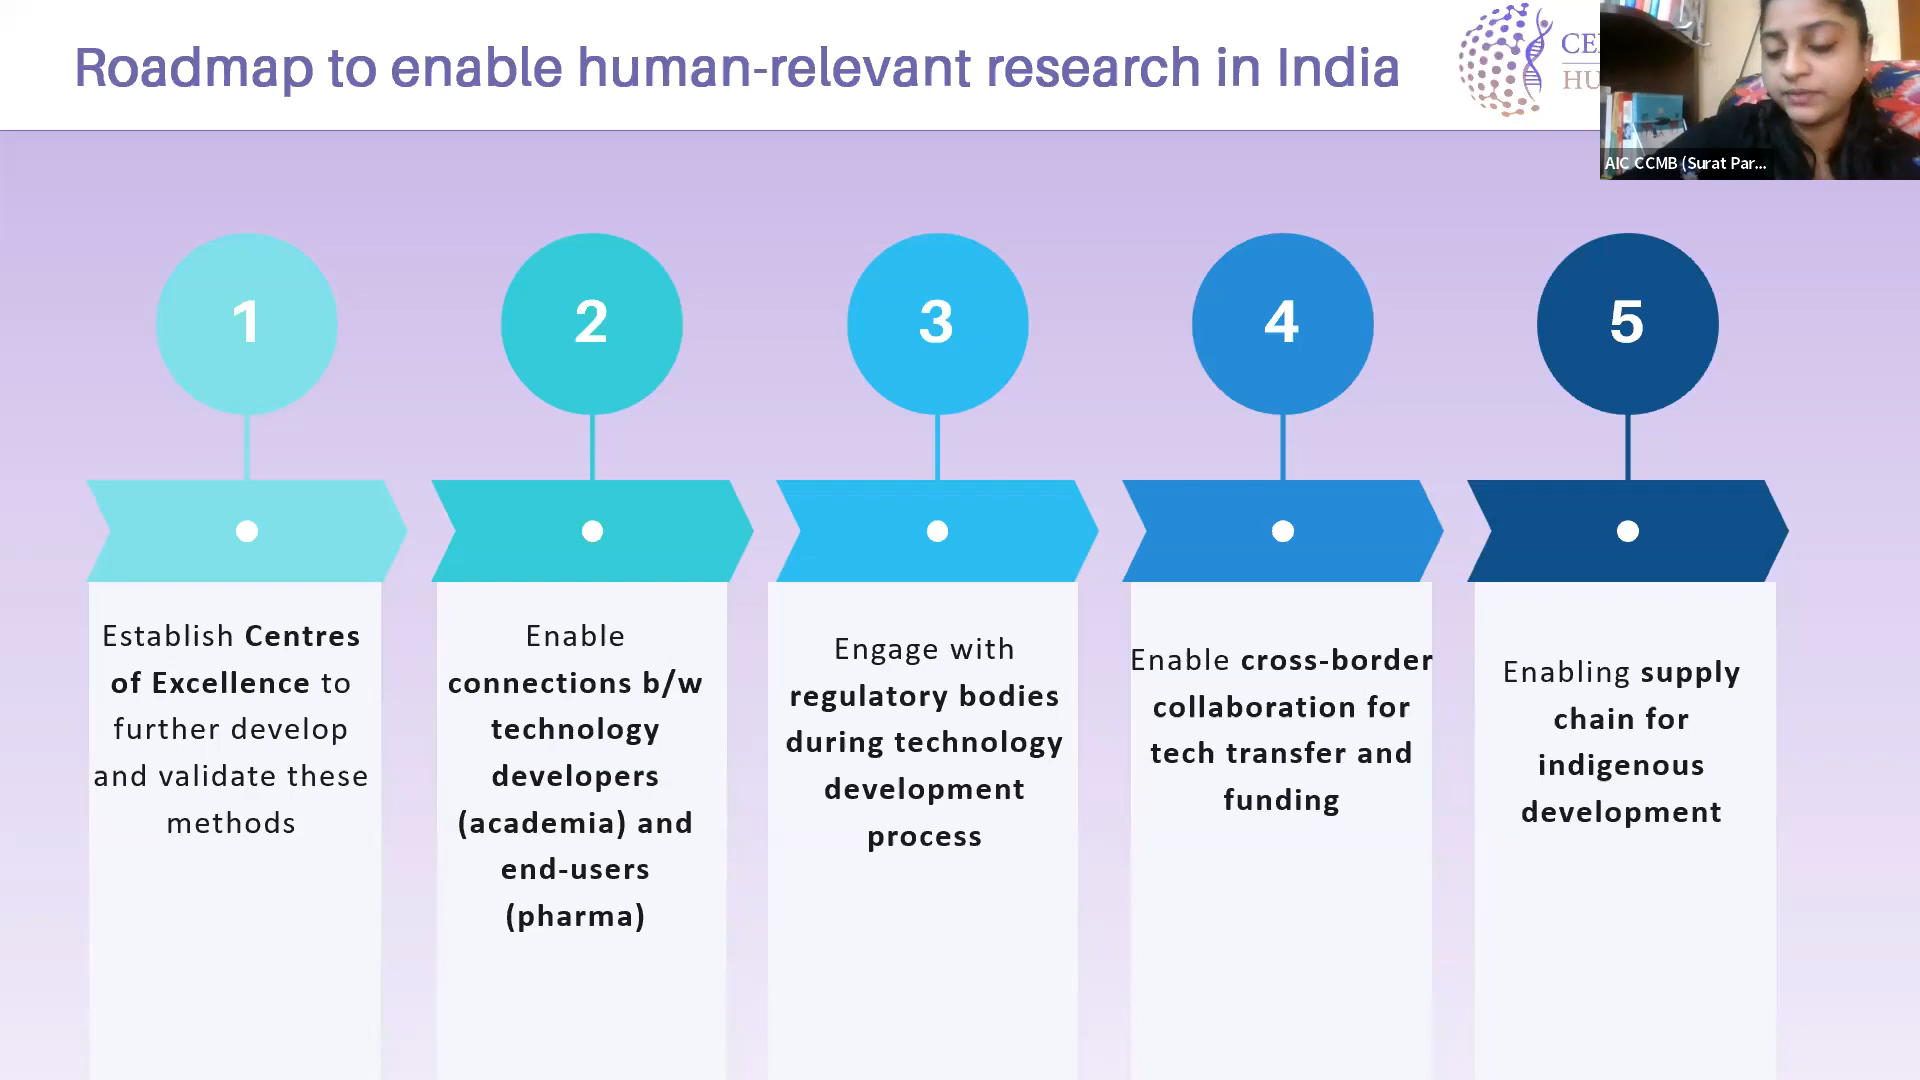 Roadmap to enable human-relevant research in India
AIC CCMB (Surat Par...
1
2
3
4
5
Establish Centres
of Excellence to
further develop
and validate these
methods
Enable
connections b/w
technology
developers
(academia) and
end-users
(pharma)
Engage with
regulatory bodies
during technology
development
process
Enable cross-border
collaboration for
tech transfer and
funding
Enabling supply
chain for
indigenous
development